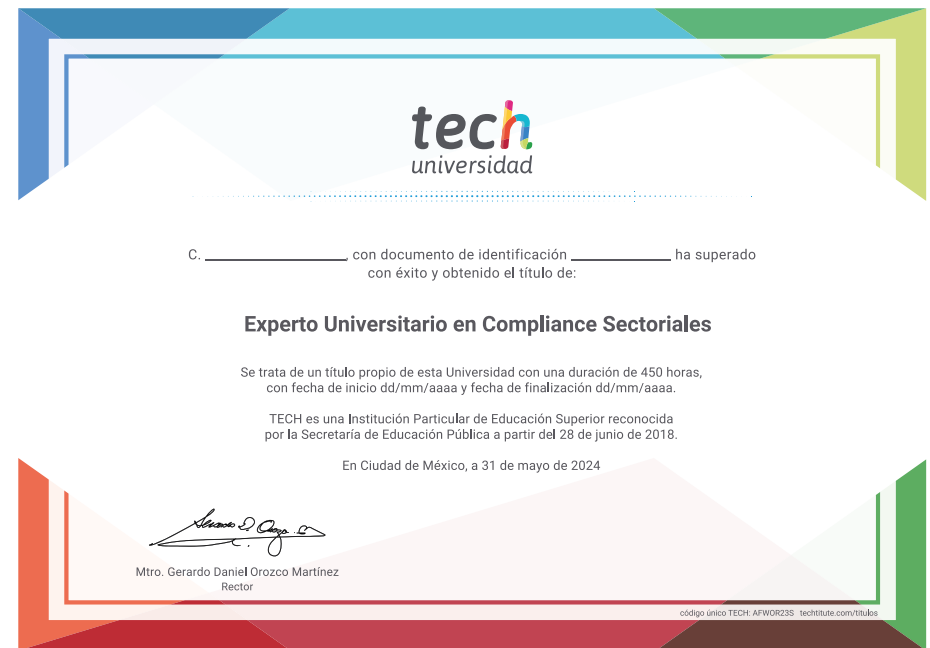 tech
universidad
C. ____________, con documento de identificación __________ ha superado
con éxito y obtenido el título de:
Experto Universitario en Compliance Sectoriales
Se trata de un título propio de esta Universidad con una duración de 450 horas,
con fecha de inicio dd/mm/aaaa y fecha de finalización dd/mm/aaaa.
TECH es una Institución Particular de Educación Superior reconocida
por la Secretaría de Educación Pública a partir del 28 de junio de 2018.
En Ciudad de México, a 31 de mayo de 2024
Mtro. Gerardo Daniel Orozco Martínez
Rector
código único TECH: AFWOR23S techtitute.com/titulos